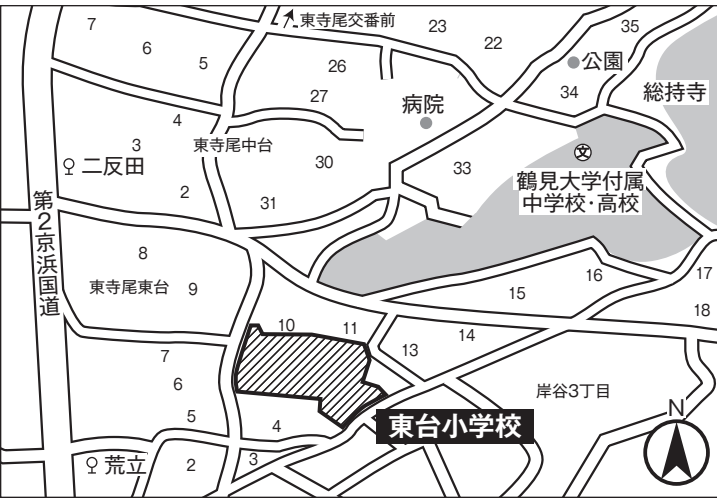 7
6
5
東寺尾交番前
23
22
35
公園
34
総持寺
26
27
病院
4
3
東寺尾中台
二反田
2
30
31
33
文
鶴見大学付属
中学校・高校
第2京浜国道
8
東寺尾東台
9
10
11
13
14
15
16
17
18
7
6
5
4
3
2
荒立
岸谷3丁目
東台小学校
N